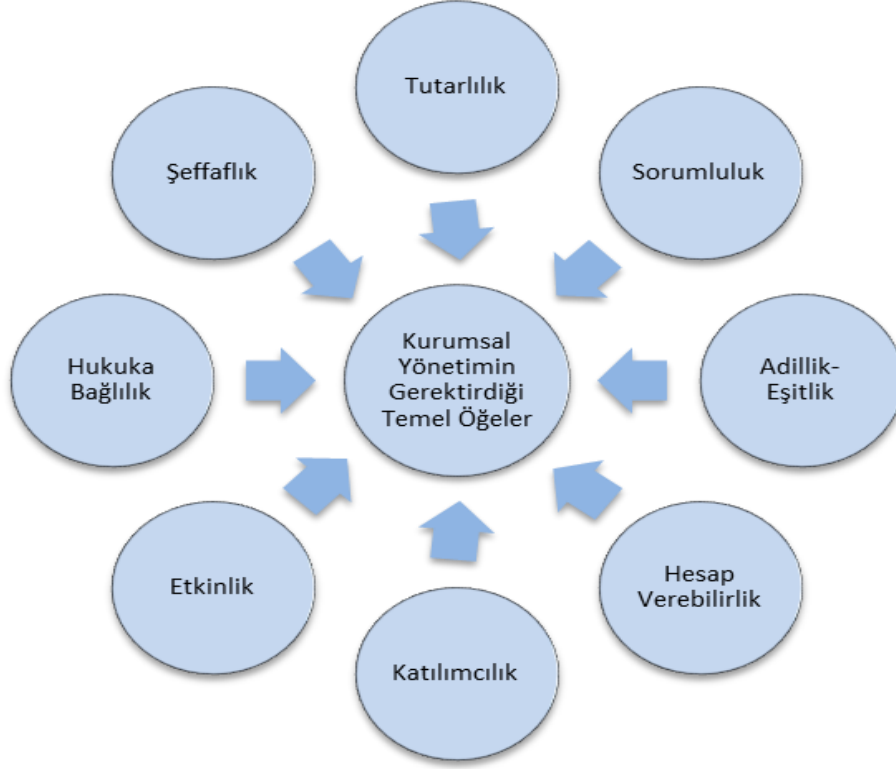 Tutarlılık
Şeffaflık
Sorumluluk
Hukuka
Bağlılık
Kurumsal
Yönetimin
Gerektirdiği
Temel Öğeler
Adillik-
Eşitlik
Etkinlik
Hesap
Verebilirlik
Katılımcılık